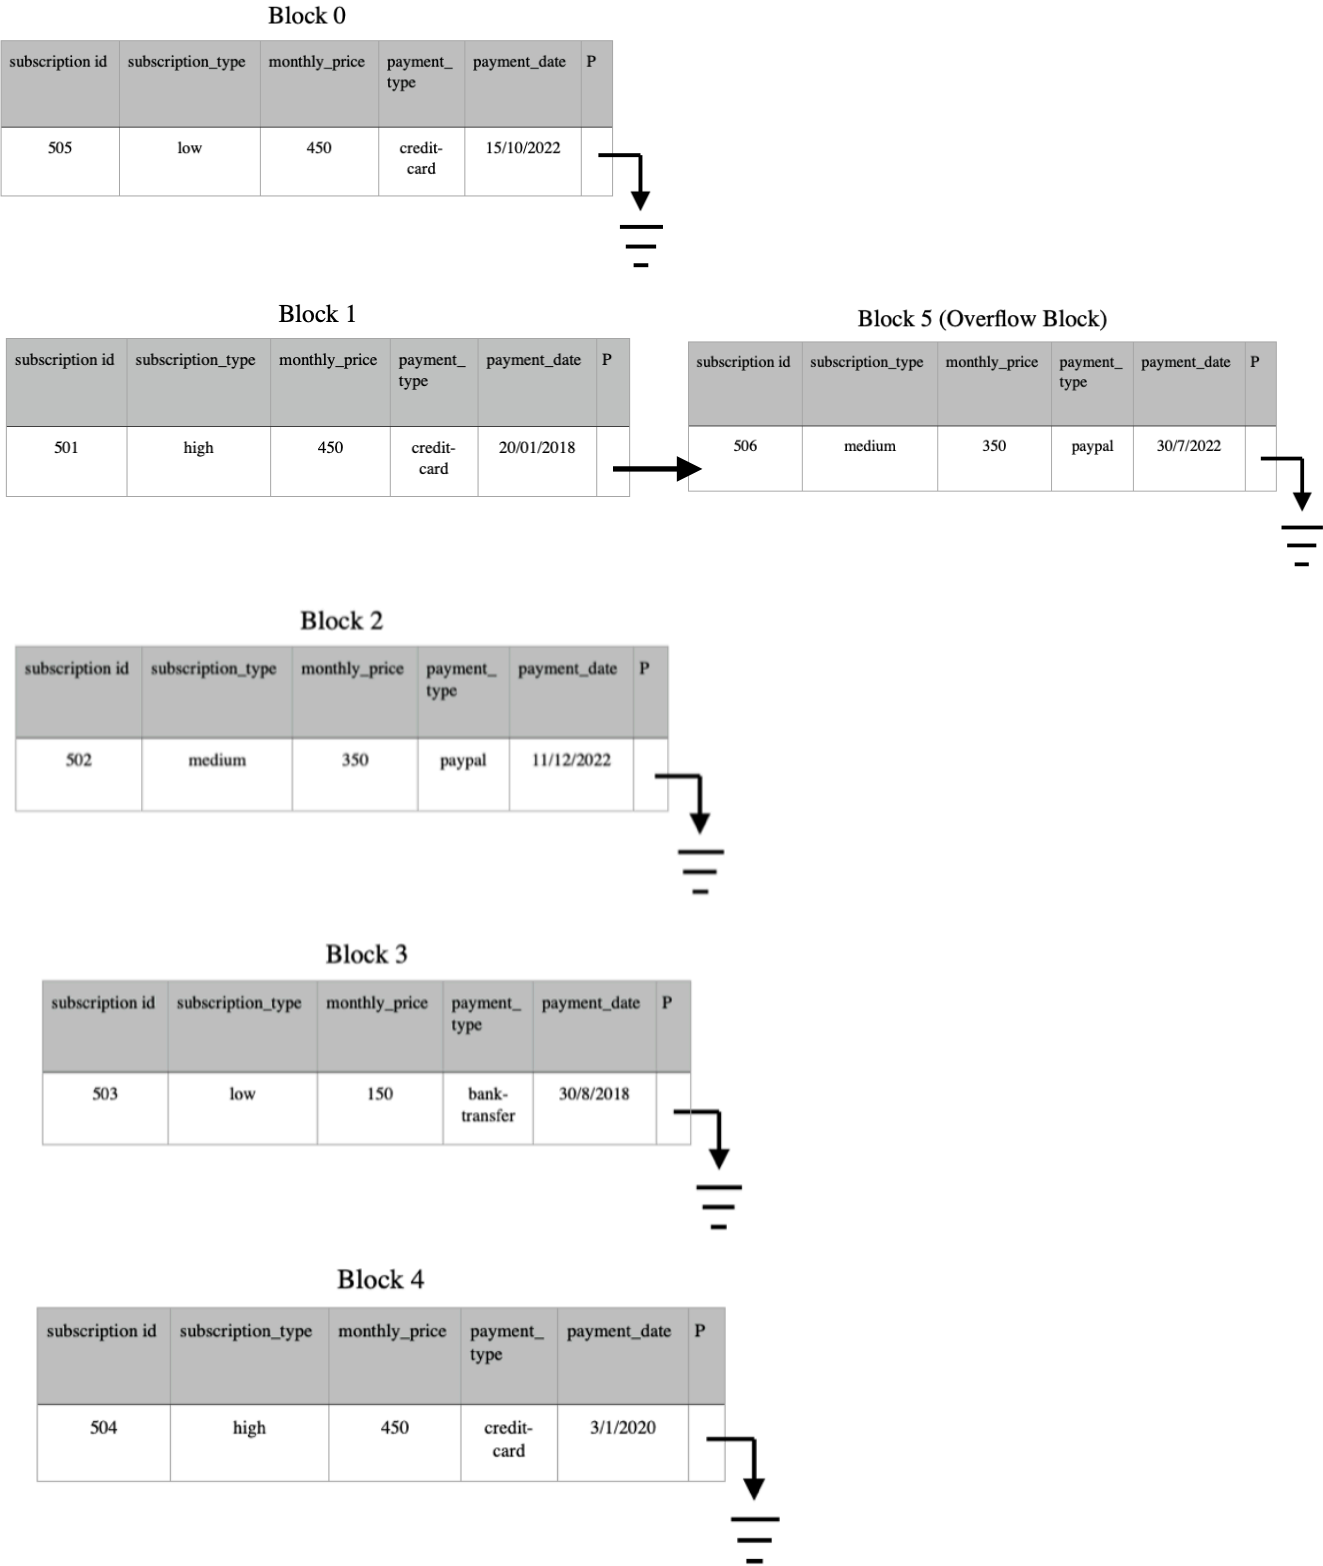 Block 0
subscription id subscription_type monthly_price payment_ payment_date P
type
505 low 450 credit- 15/10/2022
card
Block 1
subscription id subscription_type monthly_price payment_ payment_date P
type
501 high 450 credit- 20/01/2018
card
Block 5 (Overflow Block)
subscription id subscription_type monthly_price payment_ payment_date P
type
506 medium 350 paypal 30/7/2022
Block 2
subscription id subscription_type monthly_price payment_ payment_date P
type
502 medium 350 paypal 11/12/2022
Block 3
subscription id subscription_type monthly_price payment_ payment_date P
type
503 low 150 bank- 30/8/2018
transfer
Block 4
subscription id subscription_type monthly_price payment_ payment_date P
type
504 high 450 credit- 3/1/2020
card